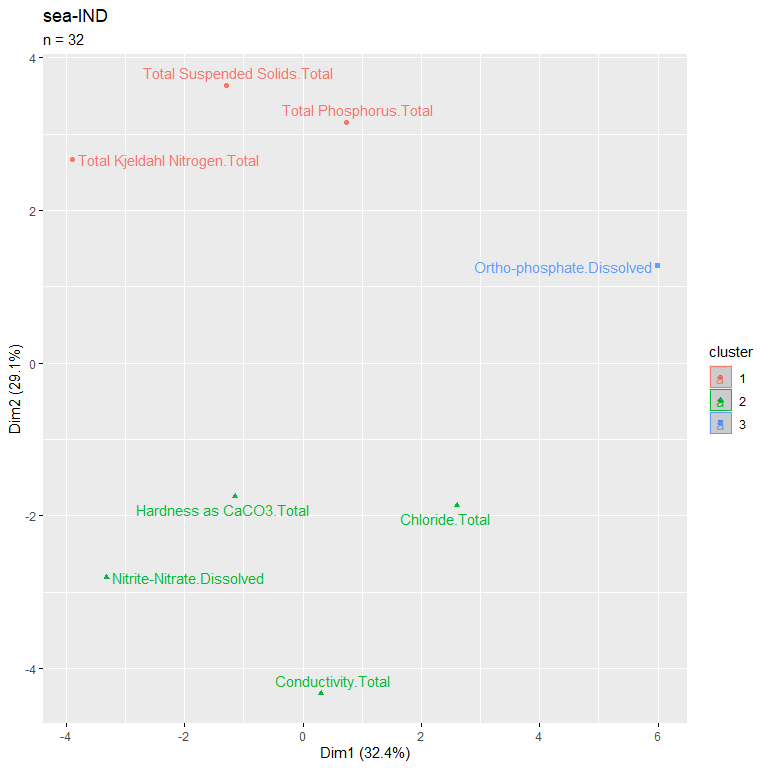 sea-IND
n = 32
4
Total Suspended Solids.Total
Total Phosphorus.Total
Total Kjeldahl Nitrogen.Total
2
Ortho-phosphate.Dissolved
0
Dim2 (29.1%)
cluster
a 1
a 2
a 3
Hardness as CaCO3.Total
-2
Chloride.Total
Nitrite-Nitrate.Dissolved
-4
Conductivity.Total
-4 -2 0 2 4 6
Dim1 (32.4%)